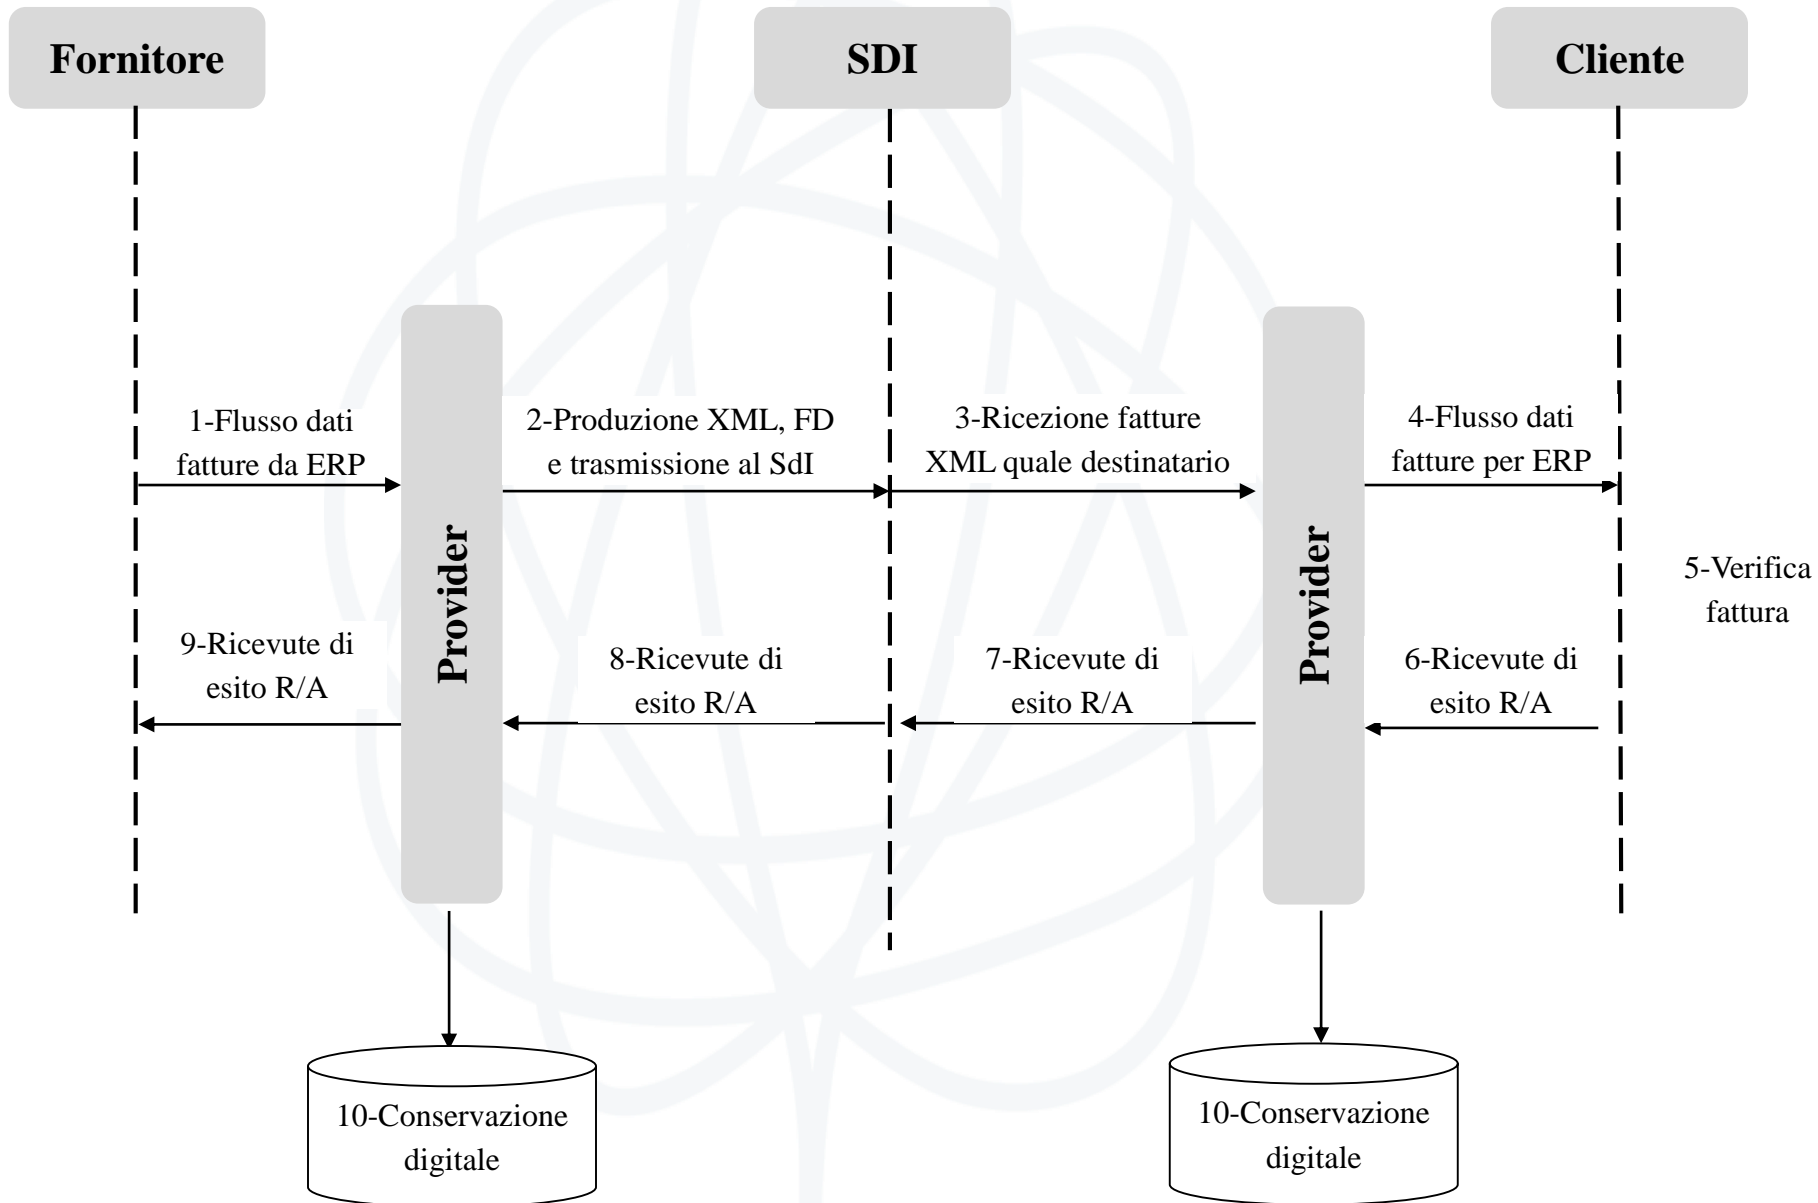 Fornitore
SDI
Cliente
1-Flusso dati
fatture da ERP
2-Produzione XML, FD
e trasmissione al SdI
3-Ricezione fatture
XML quale destinatario
4-Flusso dati
fatture per ERP
Provider
Provider
5-Verifica
fattura
9-Ricevute di
esito R/A
8-Ricevute di
esito R/A
7-Ricevute di
esito R/A
6-Ricevute di
esito R/A
10-Conservazione
digitale
10-Conservazione
digitale